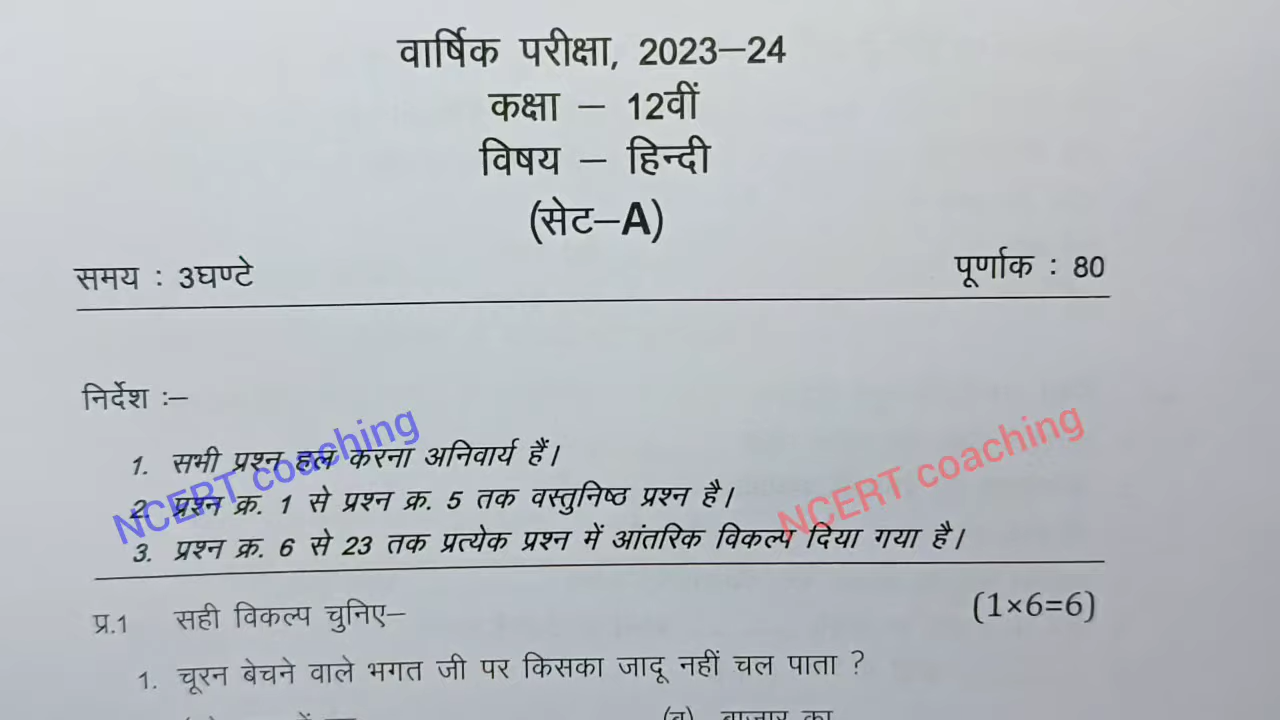 वार्षिक परीक्षा, 2023–24
कक्षा – 12वीं
विषय – हिन्दी
(सेट–A)
समय : 3घण्टे पूर्णाक : 80
निर्देश :–
1. सभी प्रश्न हल करना अनिवार्य हैं।
2. प्रश्न क्र. 1 से प्रश्न क्र. 5 तक वस्तुनिष्ठ प्रश्न है।
3. प्रश्न क्र. 6 से 23 तक प्रत्येक प्रश्न में आंतरिक विकल्प दिया गया है।
NCERT coaching
NCERT coaching
प्र.1 सही विकल्प चुनिए– (1×6=6)
1. चूरन बेचने वाले भगत जी पर किसका जादू नहीं चल पाता ?
(ब) बाजार का